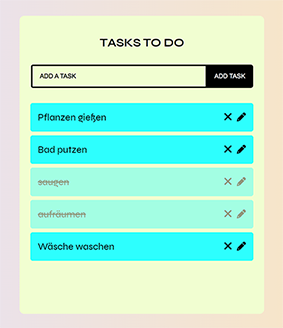 TASKS TO DO
ADD A TASK ADD TASK
Pflanzen gießen
Bad putzen
saugen
aufräumen
Wäsche waschen